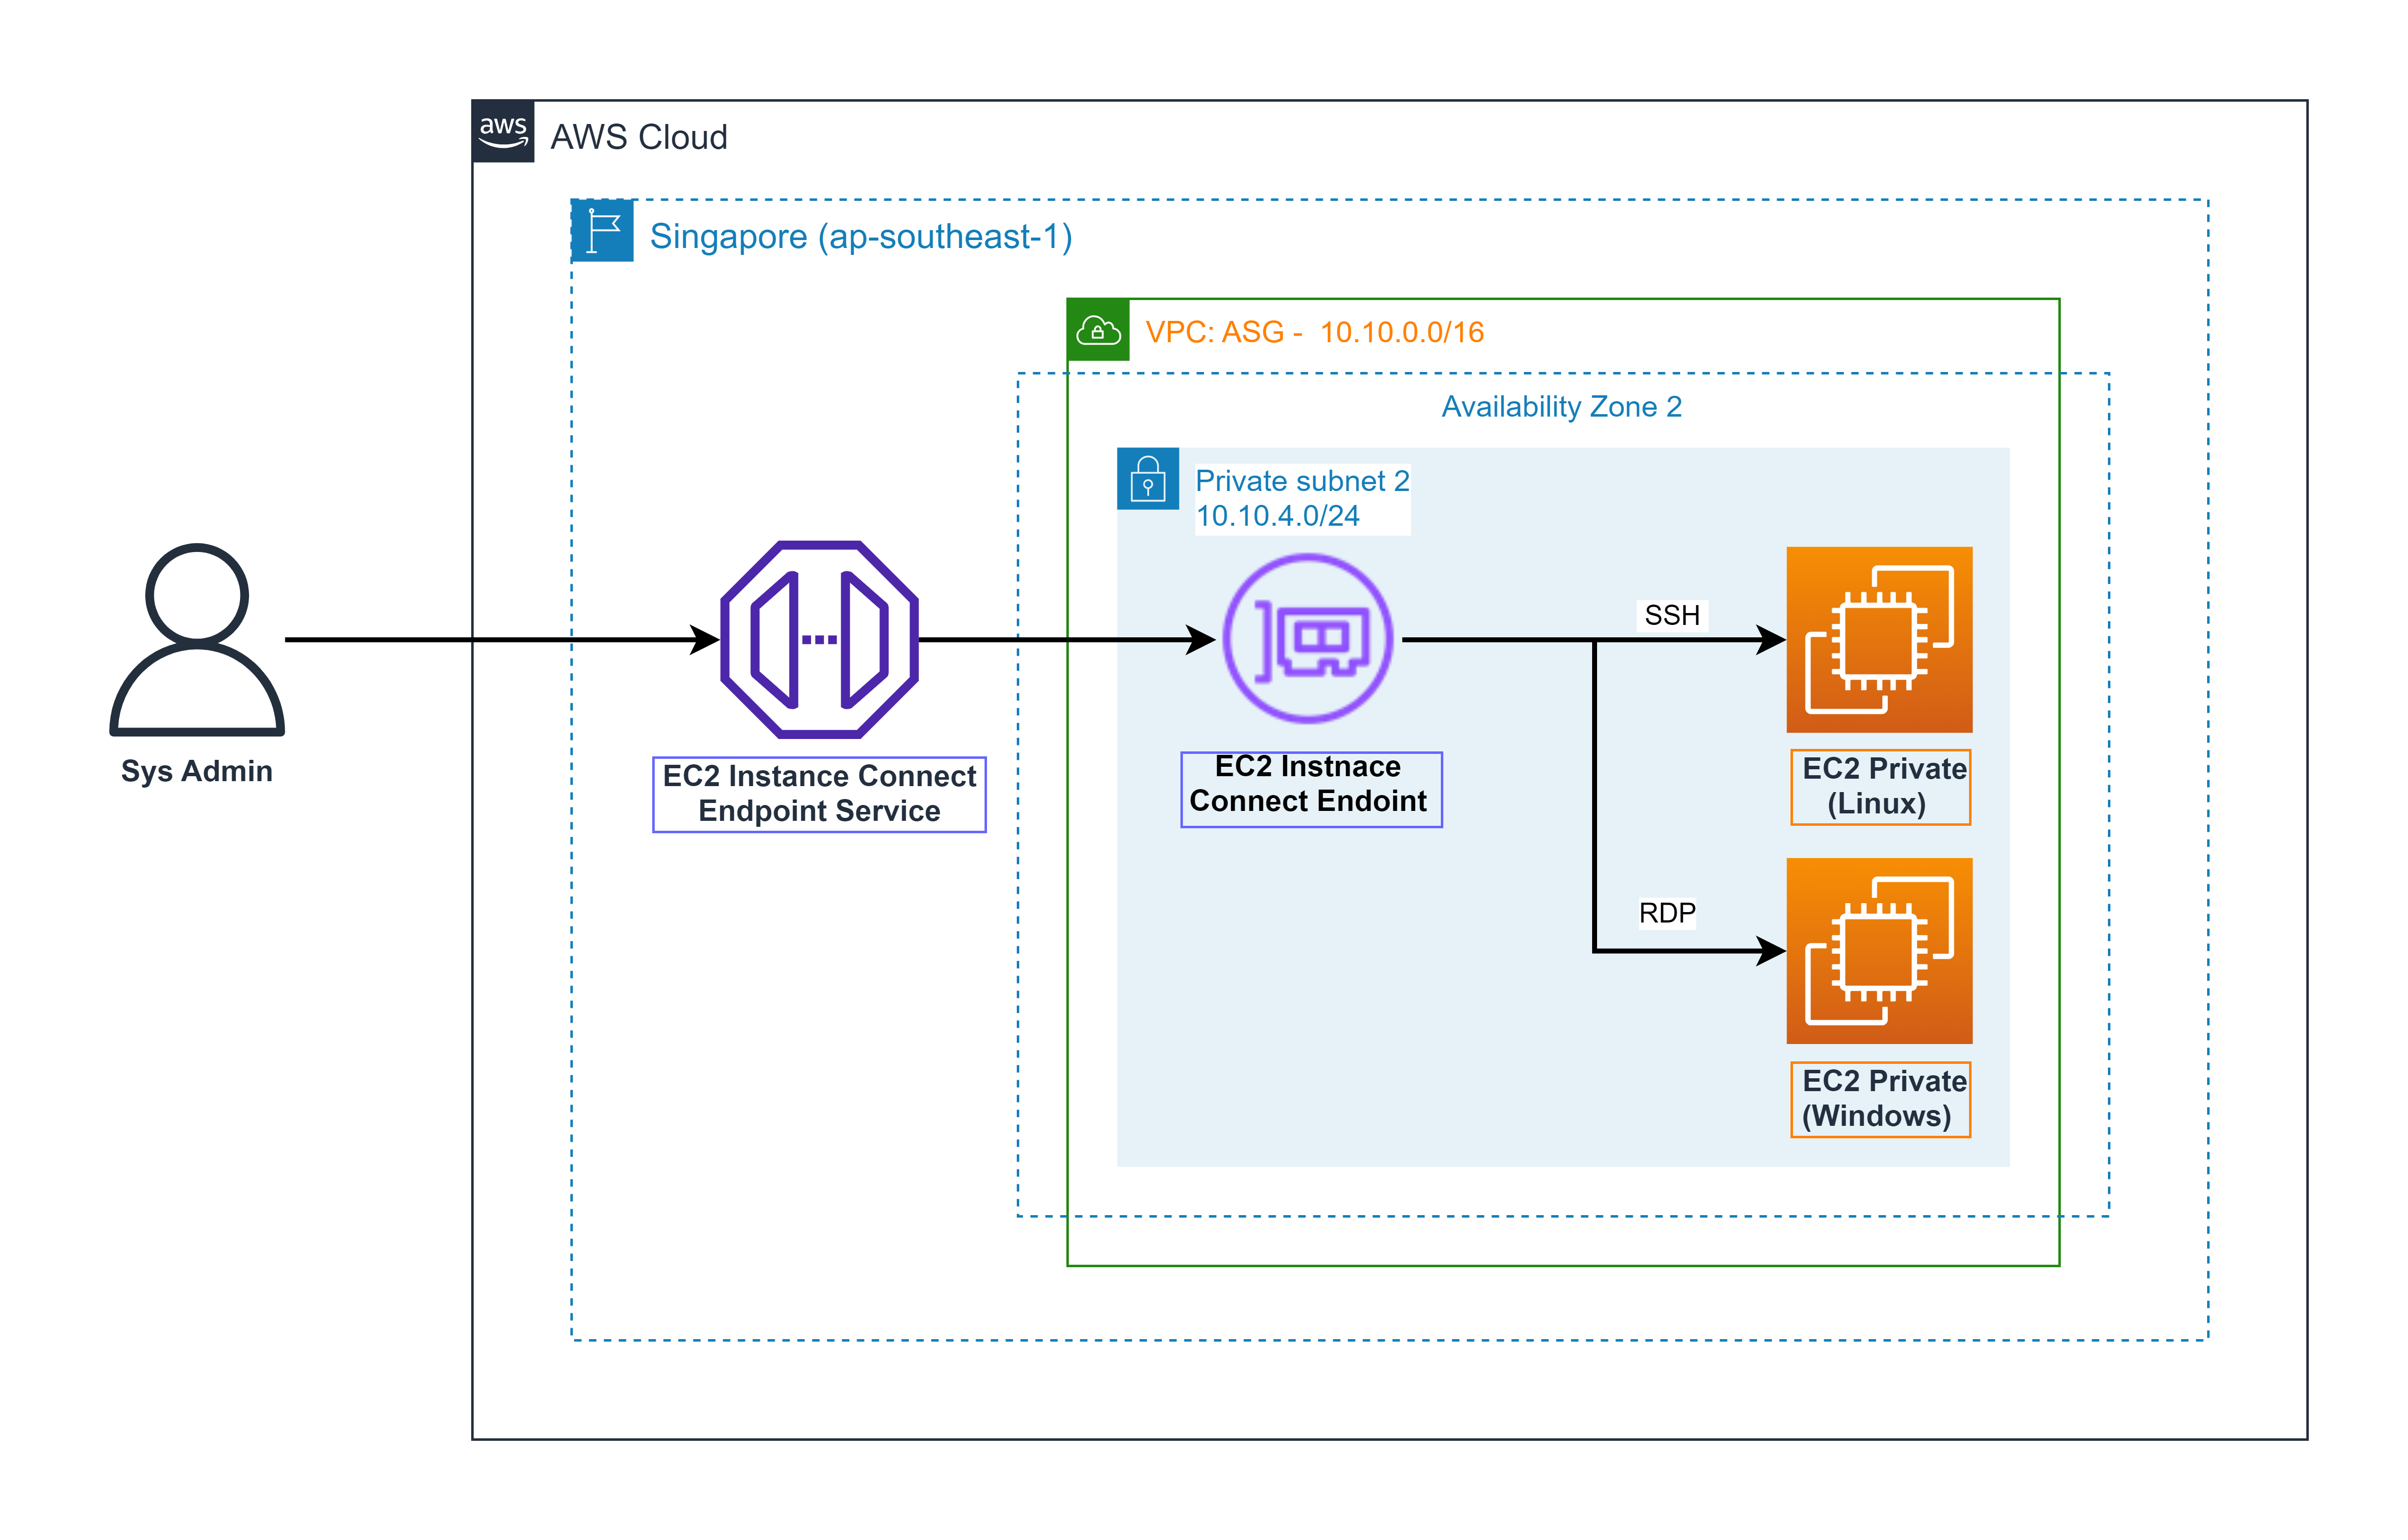 aws
AWS Cloud
Singapore (ap-southeast-1)
VPC: ASG - 10.10.0.0/16
Availability Zone 2
Private subnet 2
10.10.4.0/24
SSH
Sys Admin
EC2 Instance Connect
Endpoint Service
EC2 Instnace
Connect Endoint
EC2 Private
(Linux)
RDP
EC2 Private
(Windows)